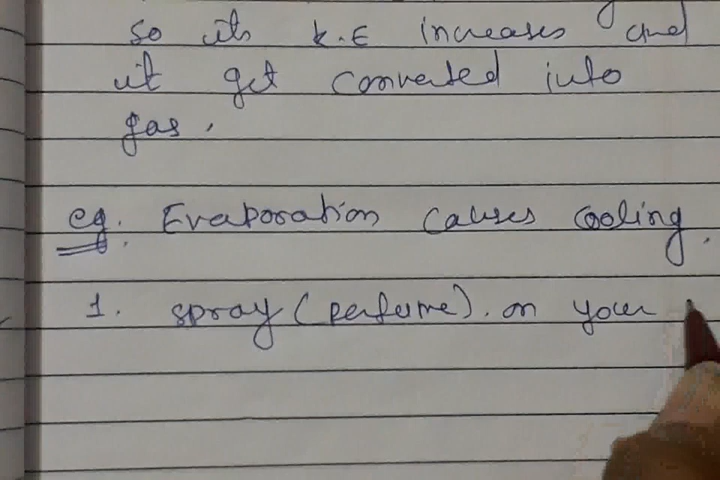 so its K.E increases and
it get converted into
gas.
eg. Evaporation causes cooling.
1. spray (perfume). on your